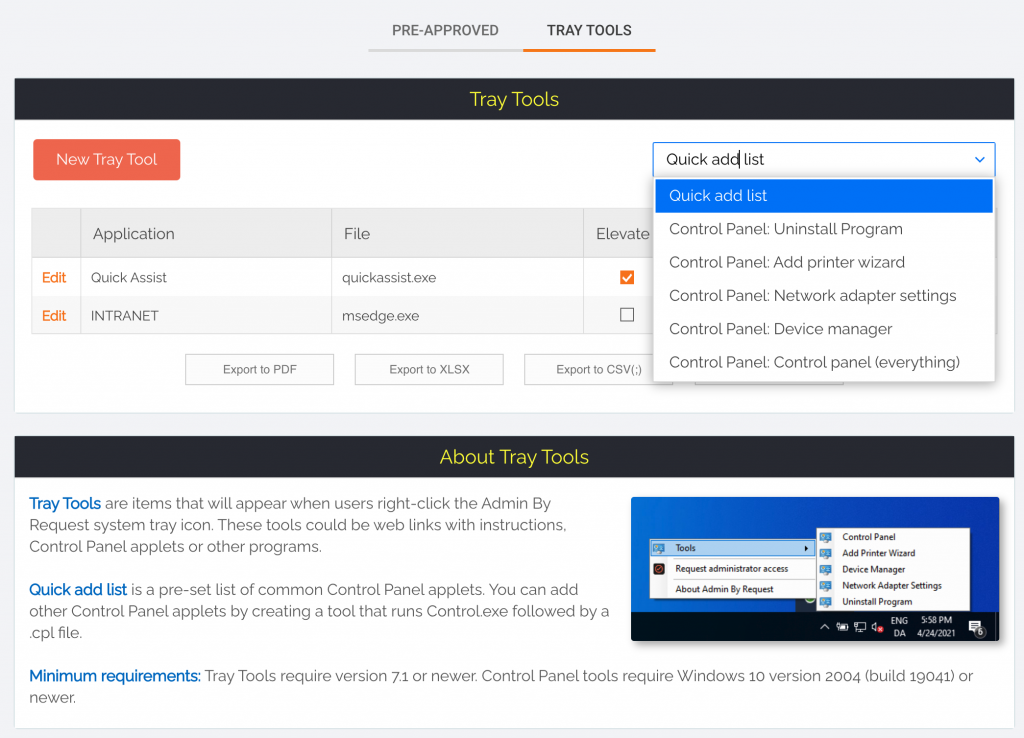 PRE-APPROVED TRAY TOOLS
Tray Tools
New Tray Tool
Quick add list
Quick add list
Control Panel: Uninstall Program
Control Panel: Add printer wizard
Control Panel: Network adapter settings
Control Panel: Device manager
Control Panel: Control panel (everything)
Application File Elevate
Edit Quick Assist quickassist.exe
Edit INTRANET msedge.exe
Export to PDF Export to XLSX Export to CSV(;)
About Tray Tools
Tray Tools are items that will appear when users right-click the Admin By
Request system tray icon. These tools could be web links with instructions,
Control Panel applets or other programs.
Quick add list is a pre-set list of common Control Panel applets. You can add
other Control Panel applets by creating a tool that runs Control.exe followed by a
.cpl file.
Minimum requirements: Tray Tools require version 7.1 or newer. Control Panel tools require Windows 10 version 2004 (build 19041) or
newer.
Tools
Request administrator access
About Admin By Request
Control Panel
Add Printer Wizard
Device Manager
Network Adapter Settings
Uninstall Program
ENG 5:58 PM
DA 4/24/2021
6